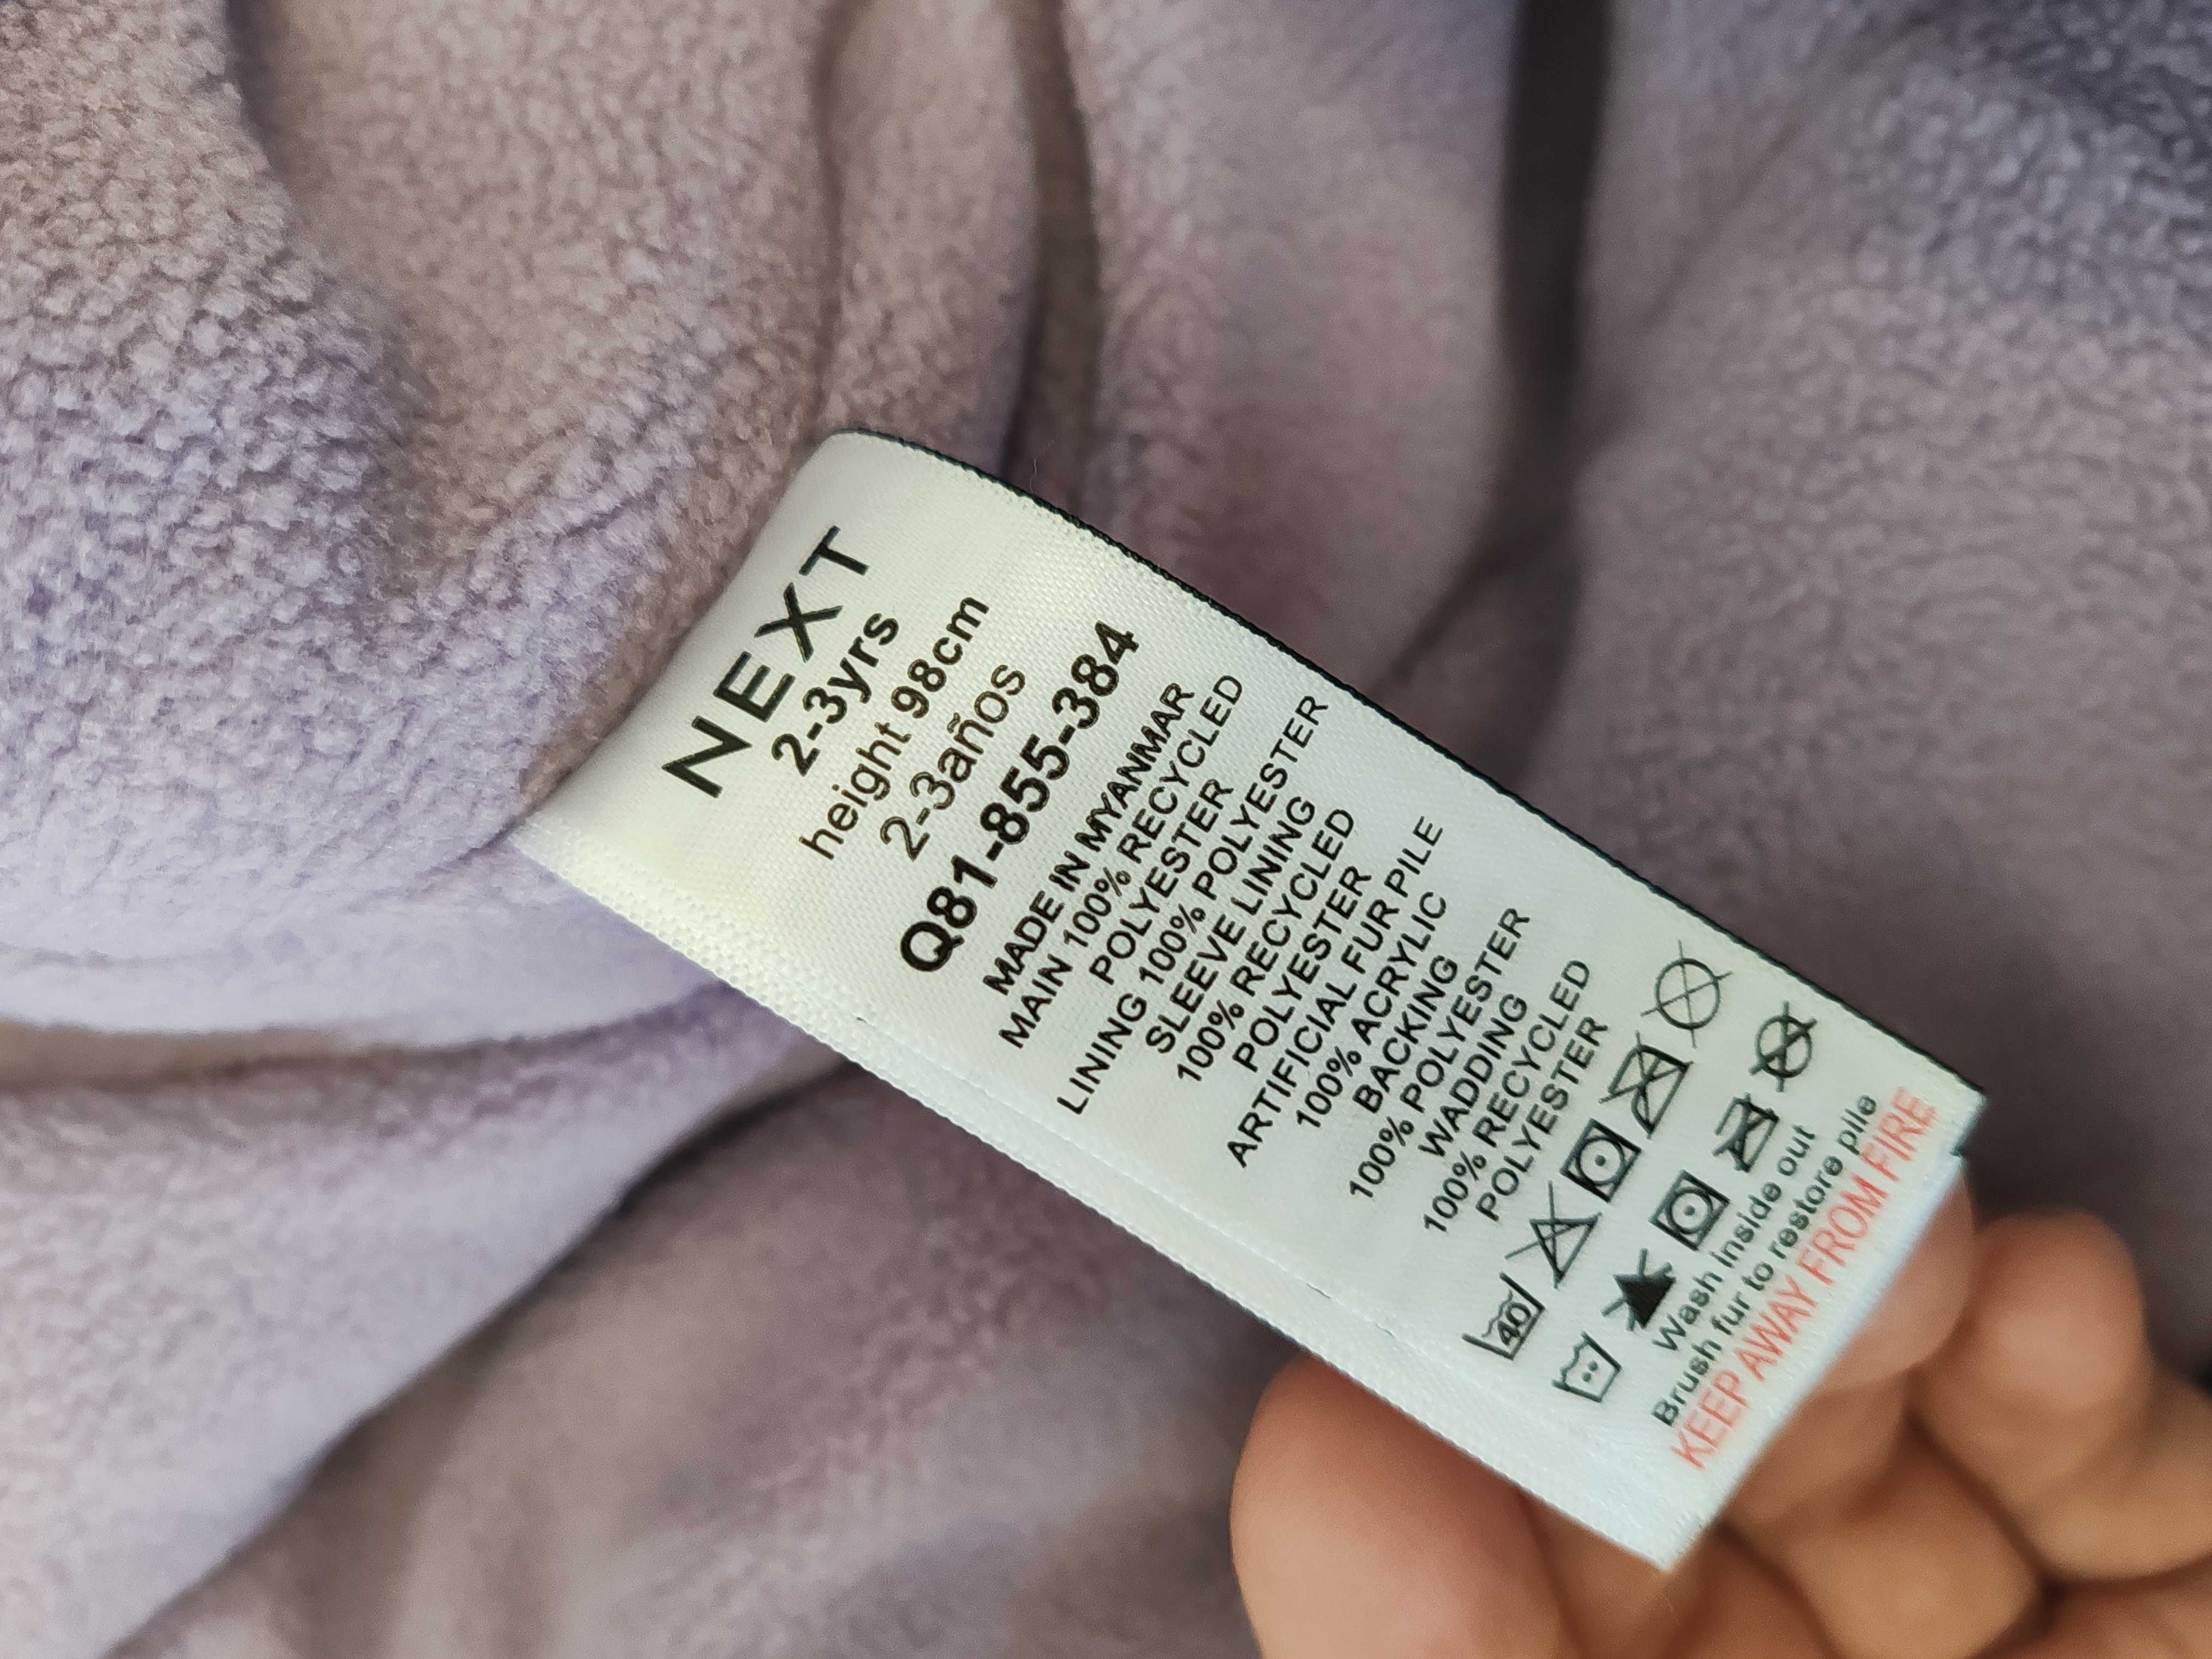 NEXT
2-3yrs
height 98cm
2-3años
Q81-855-384
MADE IN MYANMAR
MAIN 100% RECYCLED
POLYESTER
LINING 100% POLYESTER
SLEEVE LINING
100% RECYCLED
POLYESTER
ARTIFICIAL FUR PILE
100% ACRYLIC
BACKING
100% POLYESTER
WADDING
100% RECYCLED
POLYESTER
40
Wash inside out
Brush fur to restore pile
KEEP AWAY FROM FIRE